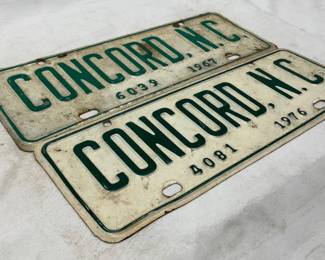 CONCORD, N.C.
6039 1967
CONCORD, N.C.
4081 1976